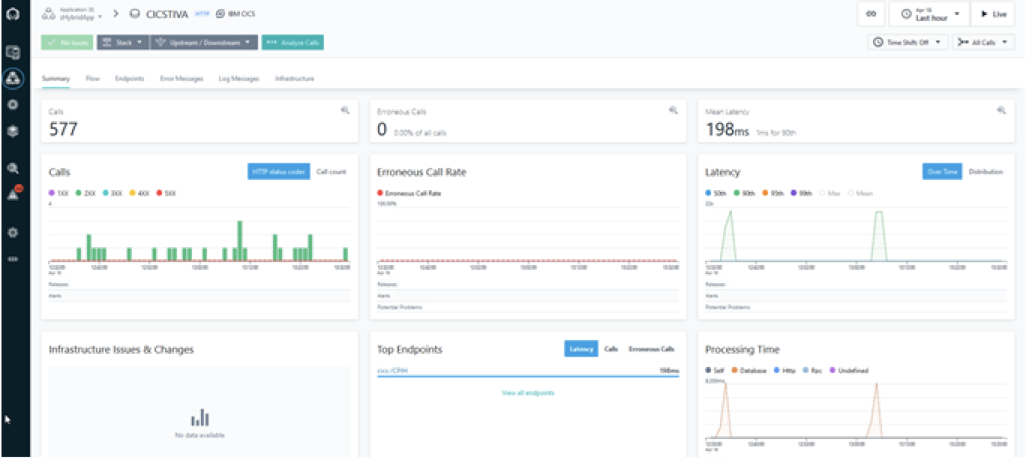 Application (1)
zHybridApp
CICSTIVA HTTP IBM CICS
Apr 18
Last hour
Live
No Issues
Stack
Upstream / Downstream
Analyze Calls
Time Shift: Off
All Calls
Summary Flow Endpoints Error Messages Log Messages Infrastructure
Calls
577
Erroneous Calls
0 0.00% of all calls
Mean Latency
198ms 1ms for 90th
Calls
HTTP status codes Call count
1XX 2XX 3XX 4XX 5XX
4
Releases
Alerts
Erroneous Call Rate
Erroneous Call Rate
100.00%
Releases
Alerts
Potential Problems
Latency
Over Time Distribution
50th 90th 95th 99th Max Mean
Releases
Alerts
Potential Problems
Infrastructure Issues & Changes
No data available
Top Endpoints
Latency Calls Erroneous Calls
cics /CPIH 198ms
View all endpoints
Processing Time
Self Database Http Rpc Undefined
8,000ms